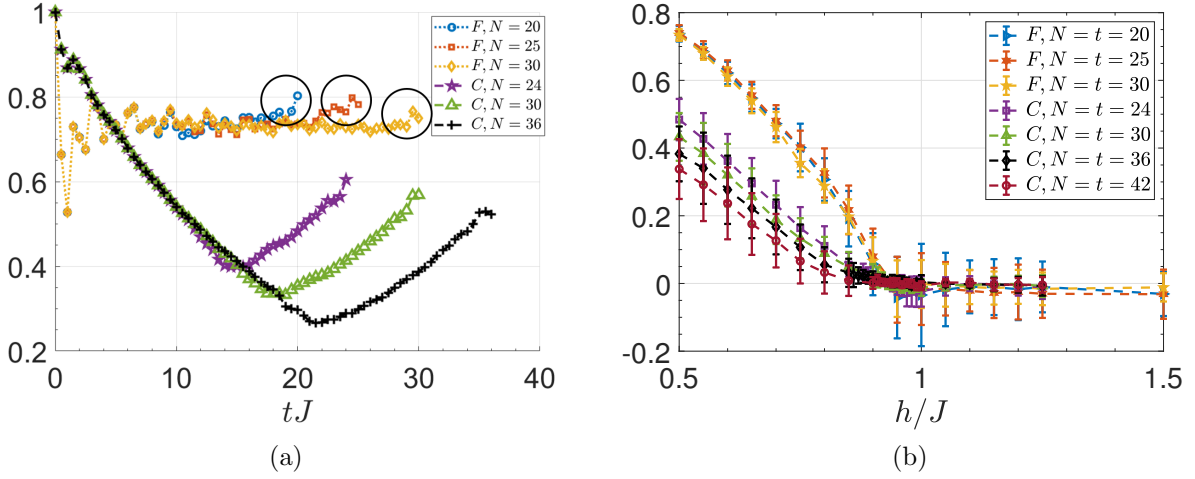 1
0.8
0.6
0.4
0.2
0
10
20
30
40
tJ
F, N = 20
F, N = 25
F, N = 30
C, N = 24
C, N = 30
C, N = 36
(a)
0.8
0.6
0.4
0.2
0
-0.2
0.5
1
1.5
h/J
F, N = t = 20
F, N = t = 25
F, N = t = 30
C, N = t = 24
C, N = t = 30
C, N = t = 36
C, N = t = 42
(b)